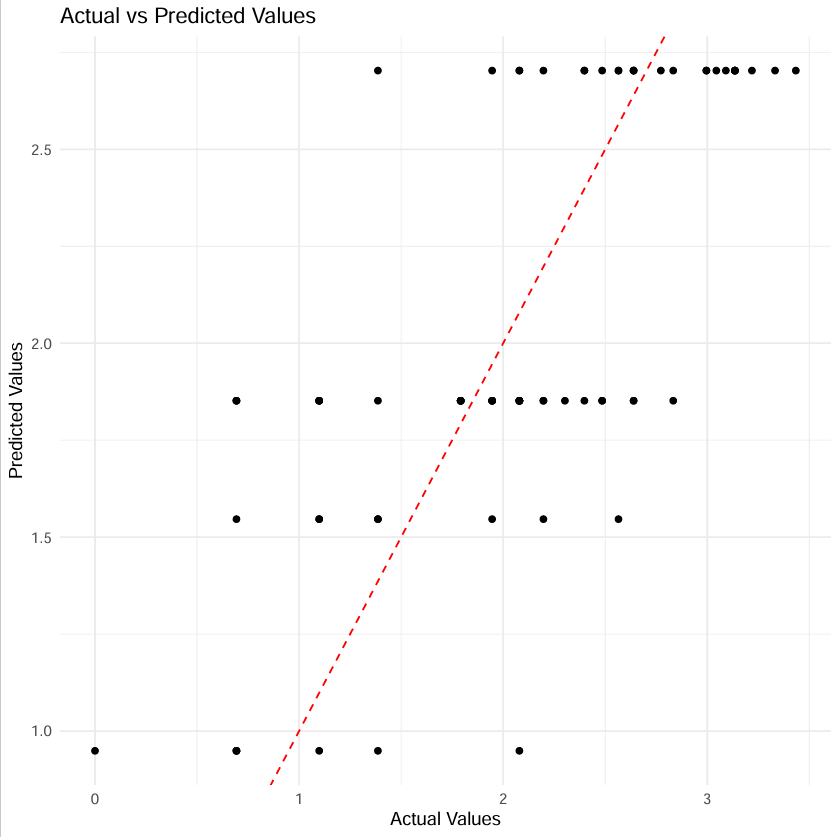 Actual vs Predicted Values
Predicted Values
2.5
2.0
1.5
1.0
0 1 2 3
Actual Values